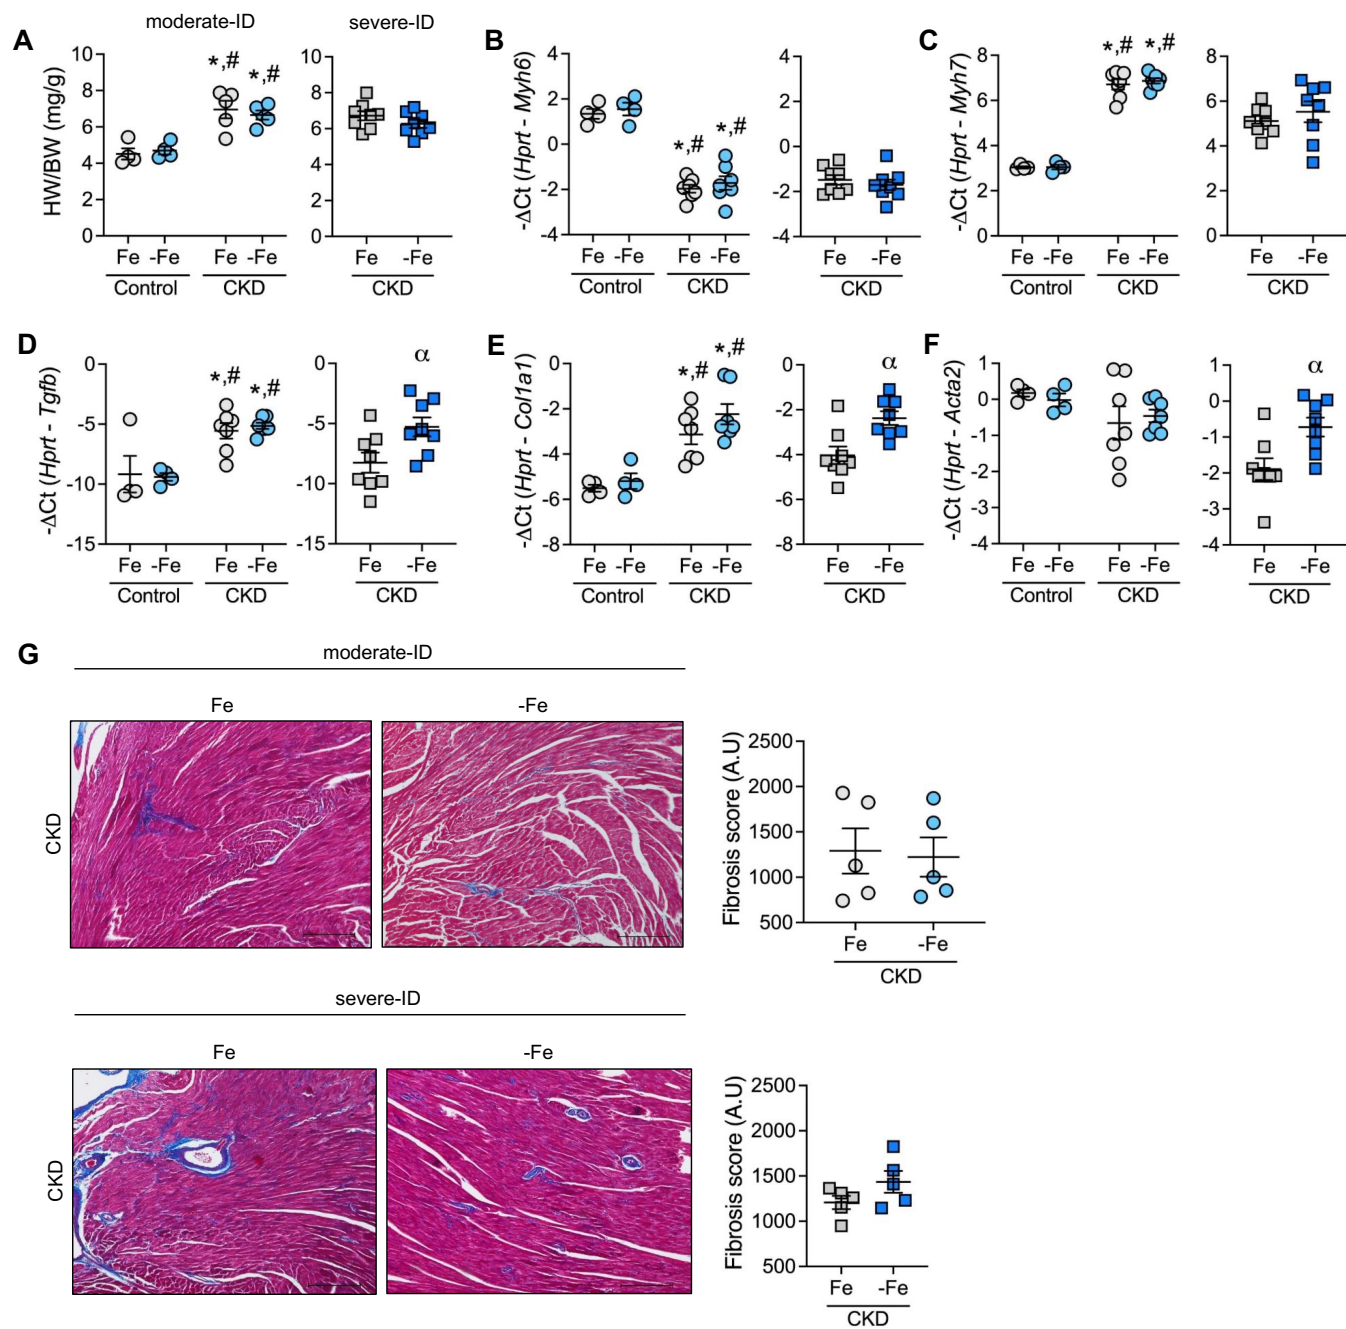 moderate-ID
severe-ID
A
HW/BW (mg/g)
10
8
6
4
2
0
*,#
*,#
Fe -Fe
Fe -Fe
Control
CKD
10
8
6
4
2
0
Fe -Fe
CKD
B
-ΔCt (Hprt - Myh6)
4
2
0
-2
-4
*,#
*,#
Fe -Fe
Fe -Fe
Control
CKD
4
2
0
-2
-4
Fe -Fe
CKD
C
-ΔCt (Hprt - Myh7)
8
6
4
2
0
*,#
*,#
Fe -Fe
Fe -Fe
Control
CKD
8
6
4
2
0
Fe -Fe
CKD
D
-ΔCt (Hprt - Tgfb)
0
-5
-10
-15
*,#
*,#
Fe -Fe
Fe -Fe
Control
CKD
0
-5
-10
-15
α
Fe -Fe
CKD
E
-ΔCt (Hprt - Col1a1)
0
-2
-4
-6
-8
*,#
*,#
Fe -Fe
Fe -Fe
Control
CKD
0
-2
-4
-6
-8
α
Fe -Fe
CKD
F
-ΔCt (Hprt - Acta2)
1
0
-1
-2
-3
-4
Fe -Fe
Fe -Fe
Control
CKD
1
0
-1
-2
-3
-4
α
Fe -Fe
CKD
G
moderate-ID
Fe
-Fe
CKD
Fibrosis score (A.U)
2500
2000
1500
1000
500
Fe
-Fe
CKD
severe-ID
Fe
-Fe
CKD
Fibrosis score (A.U)
2500
2000
1500
1000
500
Fe
-Fe
CKD